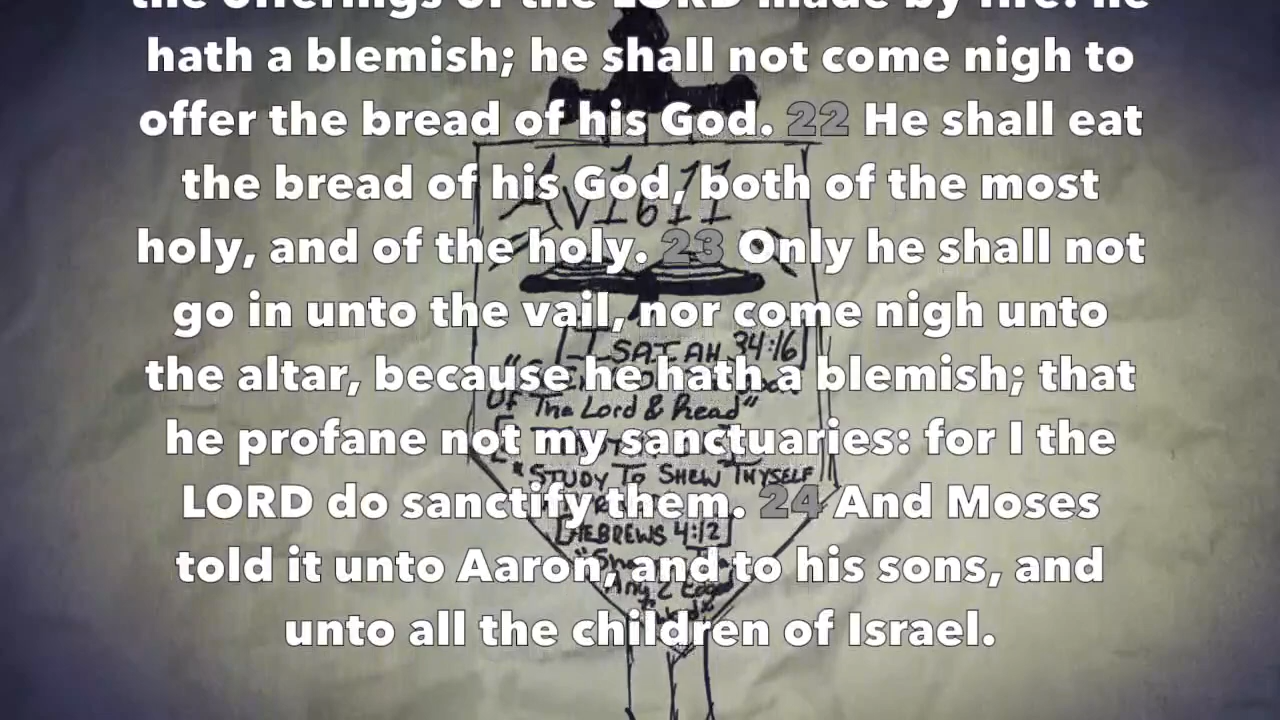 the offerings of the LORD made by fire: he
hath a blemish; he shall not come nigh to
offer the bread of his God. 22 He shall eat
the bread of his God, both of the most
holy, and of the holy. 23 Only he shall not
go in unto the vail, nor come nigh unto
the altar, because he hath a blemish; that
he profane not my sanctuaries: for I the
LORD do sanctify them. 24 And Moses
told it unto Aaron, and to his sons, and
unto all the children of Israel.
AV1611
[ISAIAH 34:16]
Of The Lord & Read"
"STUDY TO SHEW THYSELF
[HEBREWS 4:12]
Any 2 Edged